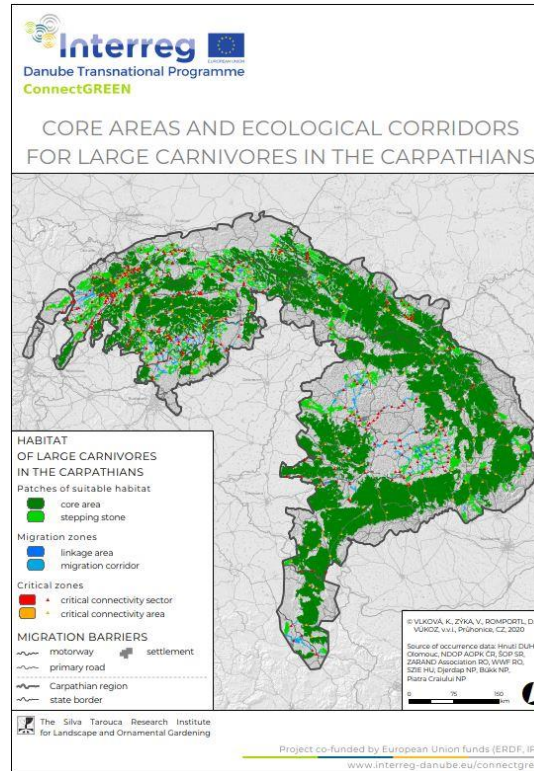 Interreg
EUROPEAN UNION
Danube Transnational Programme
ConnectGREEN
CORE AREAS AND ECOLOGICAL CORRIDORS
FOR LARGE CARNIVORES IN THE CARPATHIANS
HABITAT
OF LARGE CARNIVORES
IN THE CARPATHIANS
Patches of suitable habitat
core area
stepping stone
Migration zones
linkage area
migration corridor
Critical zones
critical connectivity sector
critical connectivity area
MIGRATION BARRIERS
motorway settlement
primary road
Carpathian region
state border
© VLKOVÁ, K., ZÝKA, V., ROMPORTL, D.
VÚKOZ, v.v.i., Průhonice, CZ, 2020
Source of occurrence data: Hnutí DUH
Olomouc, NDOP AOPK ČR, ŠOP SR,
ZARAND Association RO, WWF RO,
SZIE HU, Djerdap NP, Bükk NP,
Piatra Craiului NP
0 75 150
km
The Silva Tarouca Research Institute
for Landscape and Ornamental Gardening
Project co-funded by European Union funds (ERDF, IP
www.interreg-danube.eu/connectgre